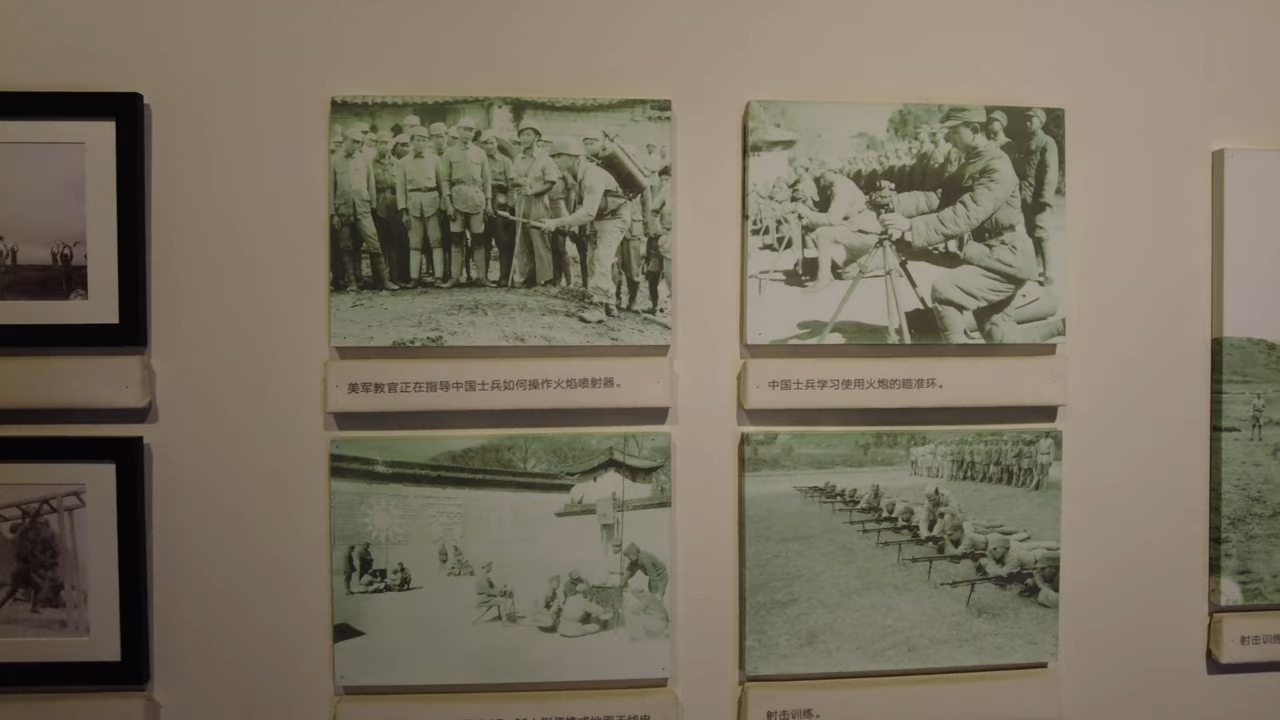 美军教官正在指导中国士兵如何操作火焰喷射器。
中国士兵学习使用火炮的瞄准环。
射击训练
射击训练。